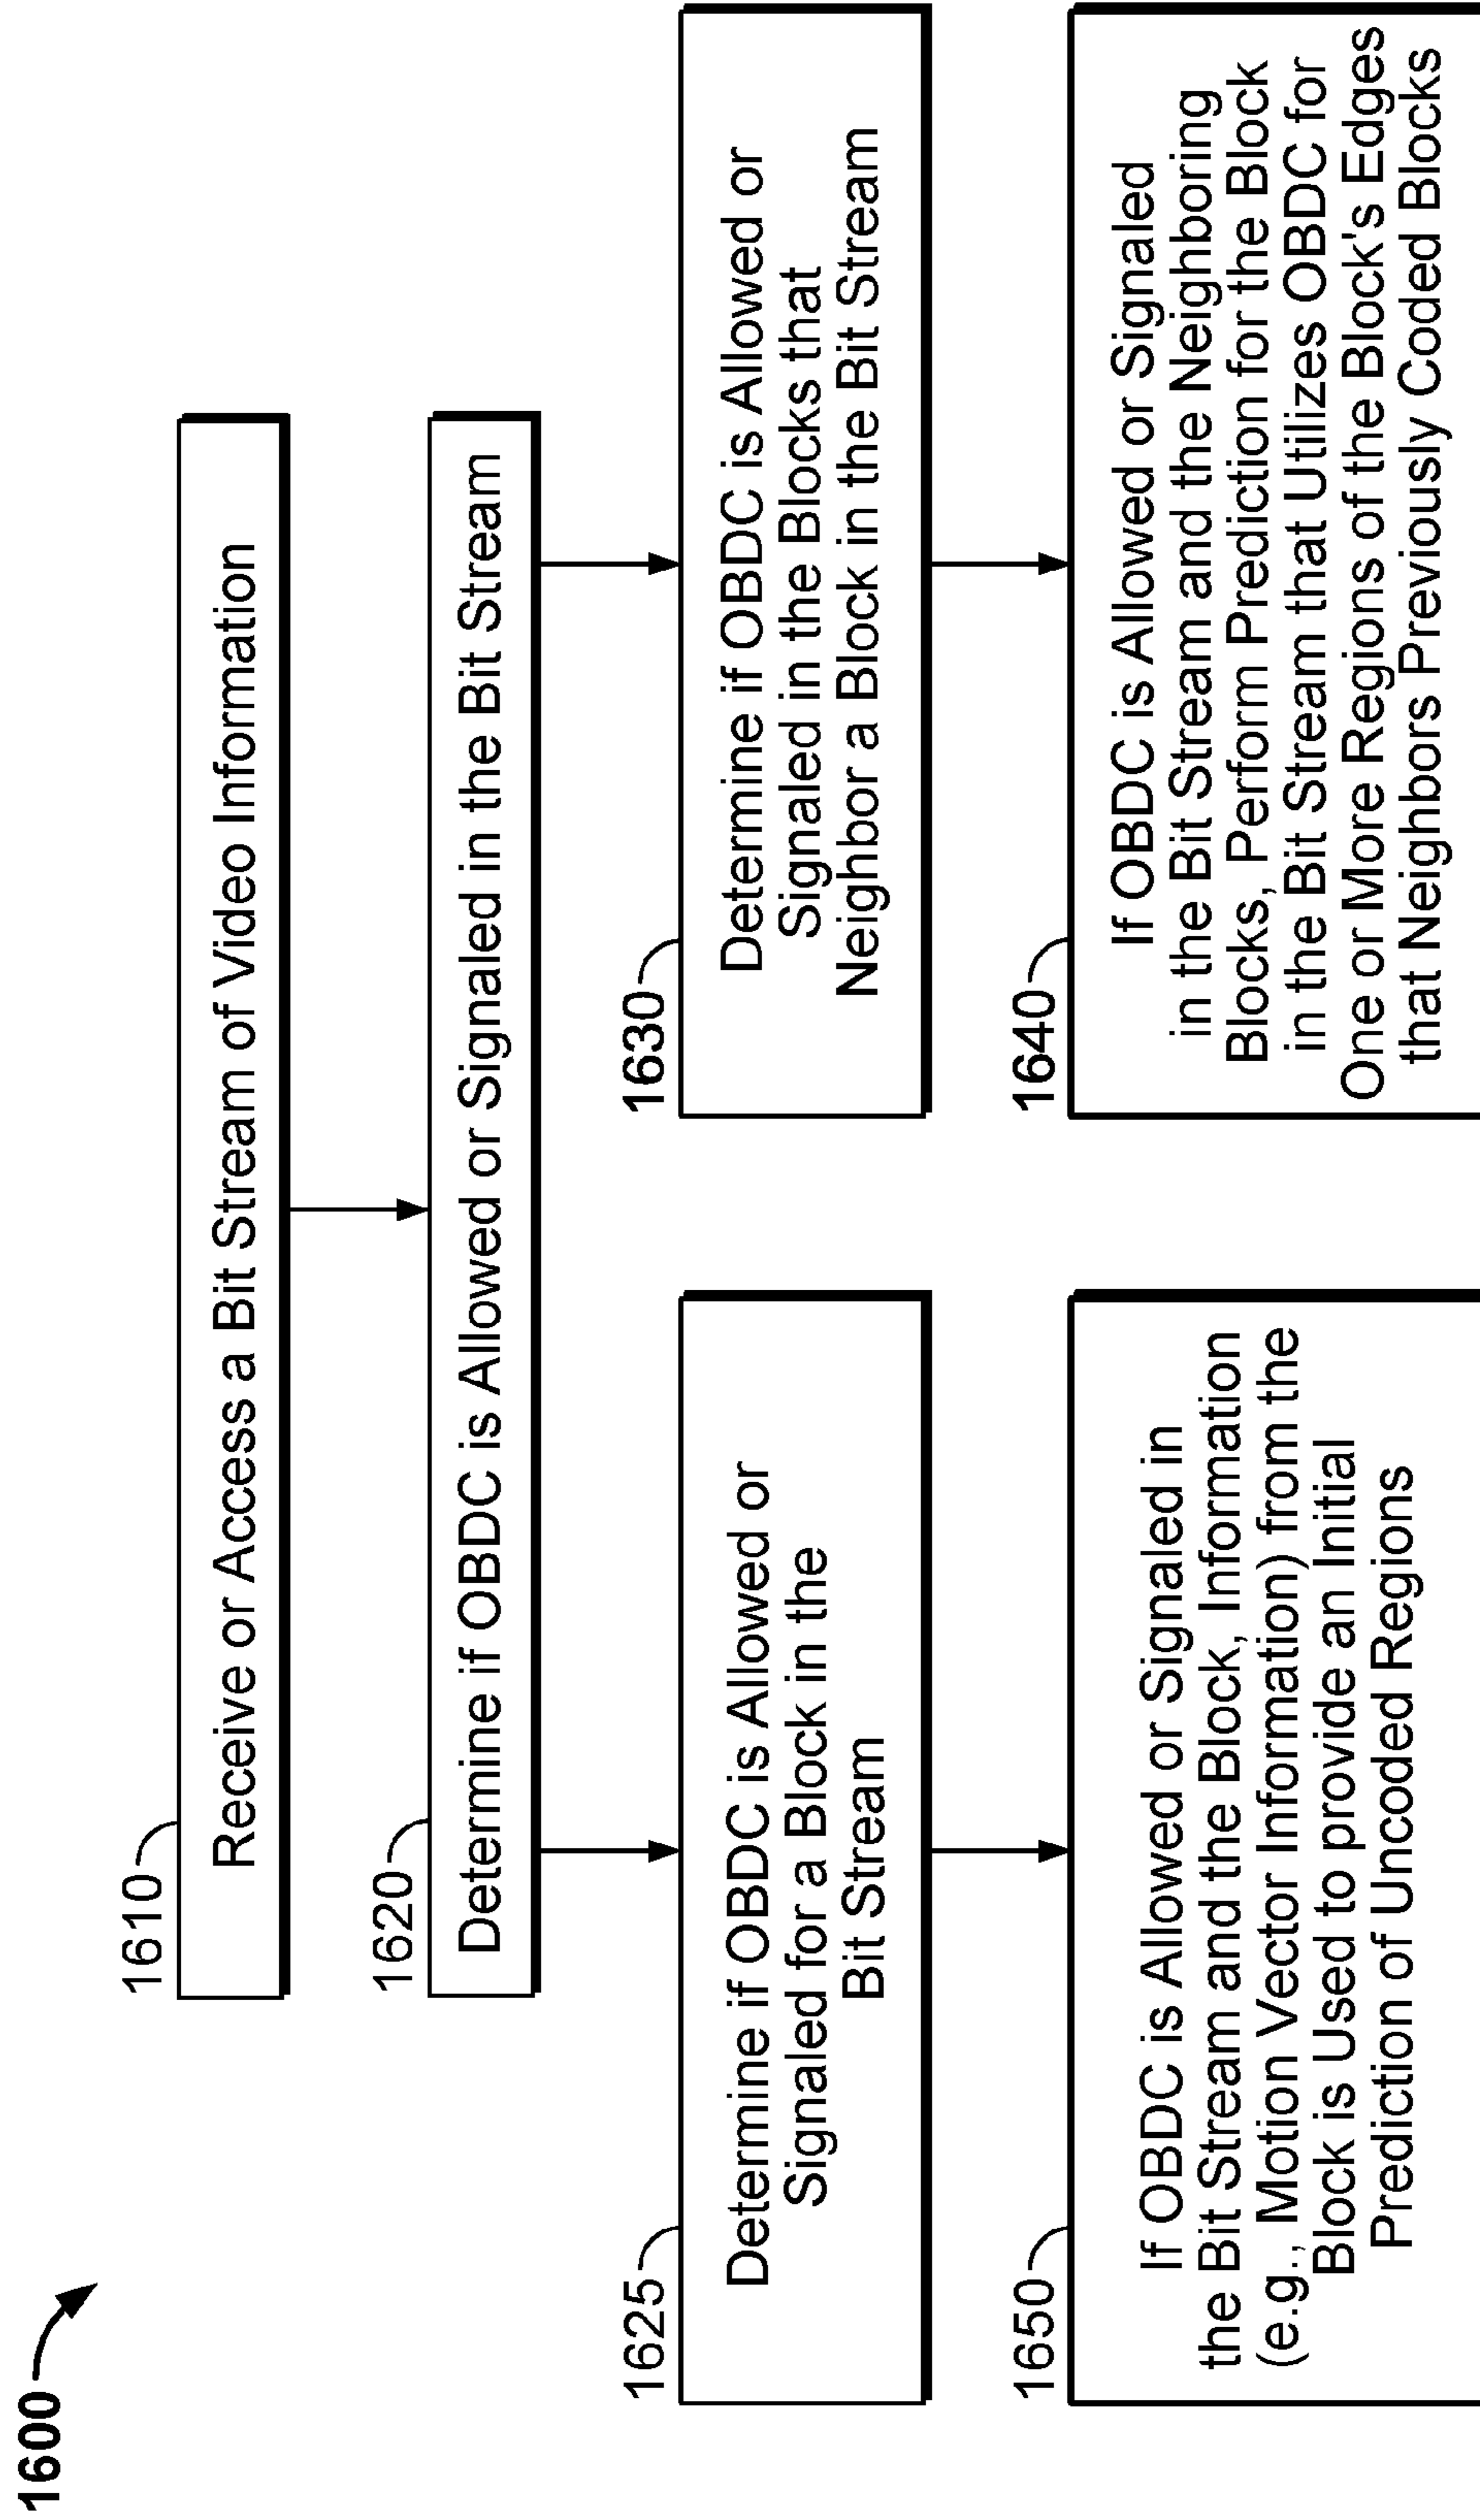 1600
1610
Receive or Access a Bit Stream of Video Information
1620
Determine if OBDC is Allowed or Signaled in the Bit Stream
1625
Determine if OBDC is Allowed or
Signaled for a Block in the
Bit Stream
1630
Determine if OBDC is Allowed or
Signaled in the Blocks that
Neighbor a Block in the Bit Stream
1650
If OBDC is Allowed or Signaled in
the Bit Stream and the Block, Information
(e.g., Motion Vector Information) from the
Block is Used to provide an Initial
Prediction of Uncoded Regions
1640
If OBDC is Allowed or Signaled
in the Bit Stream and the Neighboring
Blocks, Perform Prediction for the Block
in the Bit Stream that Utilizes OBDC for
One or More Regions of the Block's Edges
that Neighbors Previously Coded Blocks